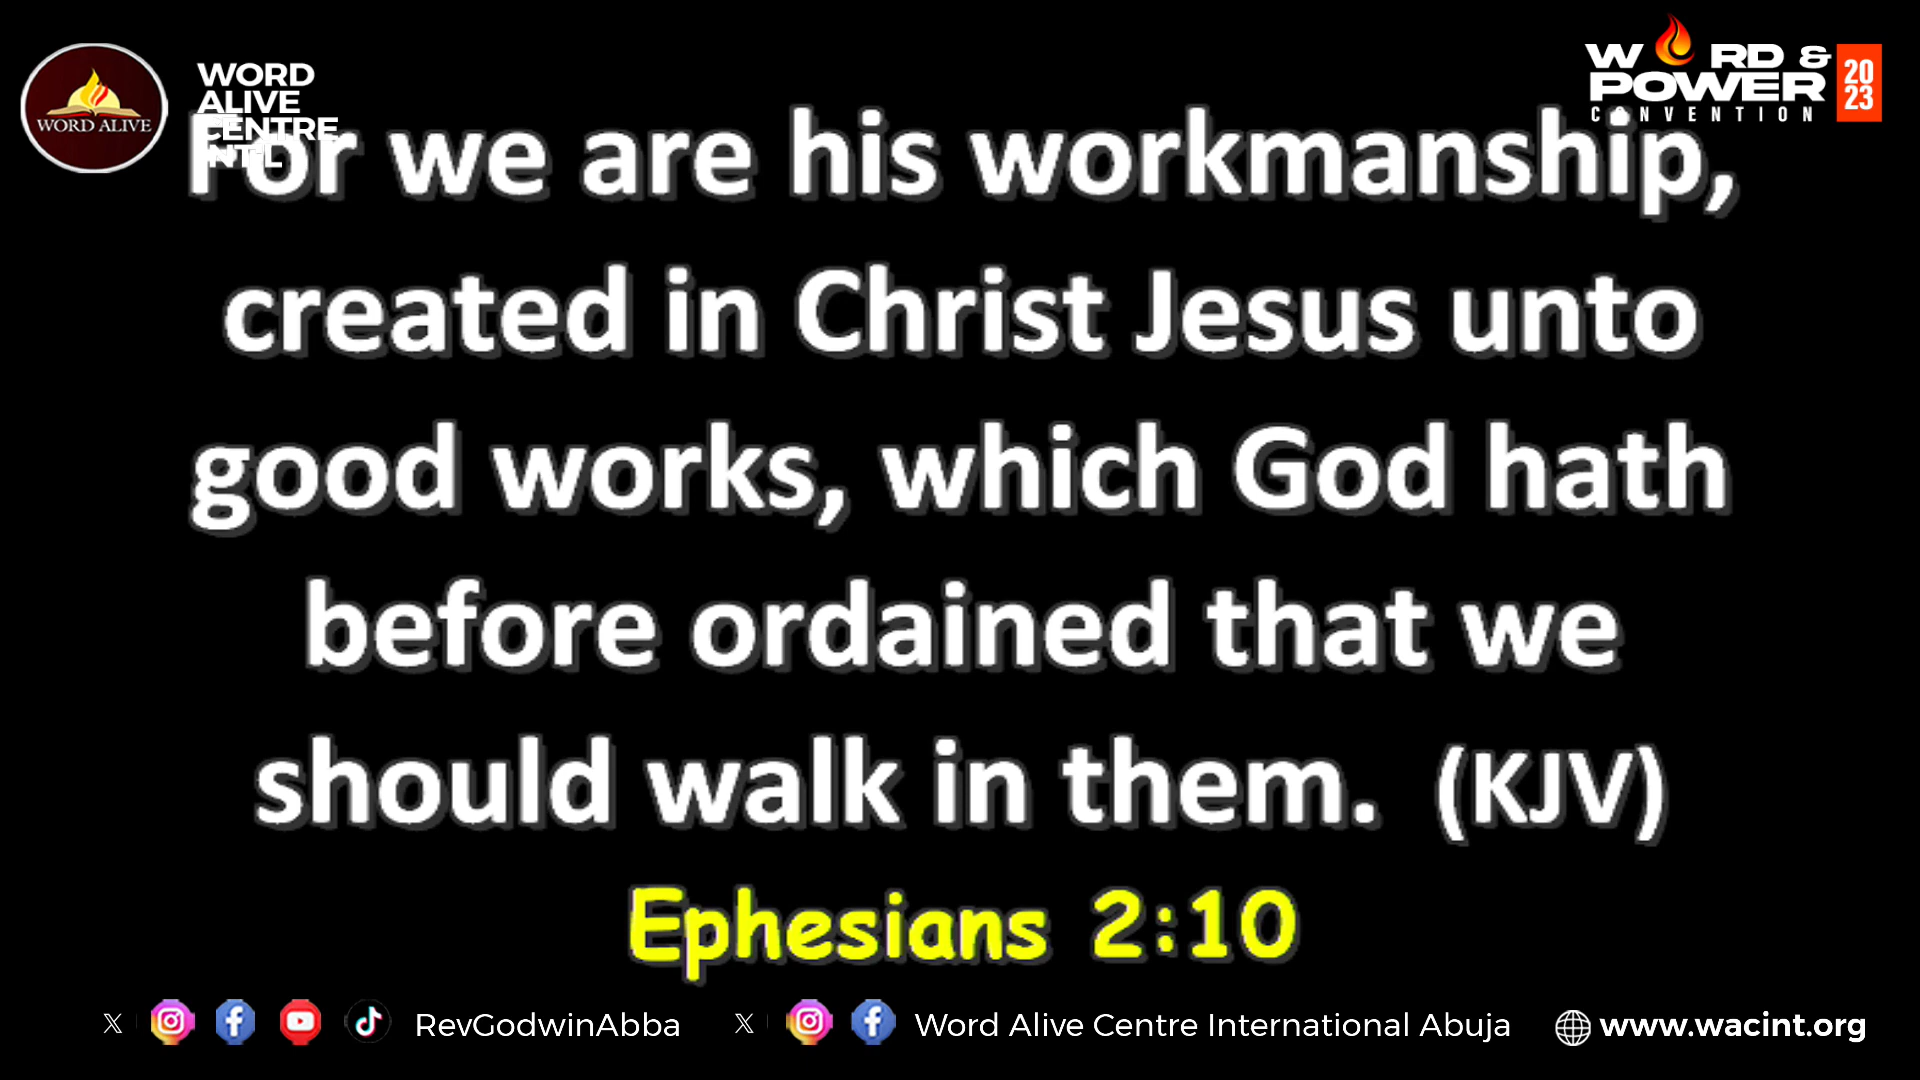 WORD ALIVE
WORD
ALIVE
CENTRE
INT'L
WORD &
POWER
CONVENTION
20
23
For we are his workmanship,
created in Christ Jesus unto
good works, which God hath
before ordained that we
should walk in them. (KJV)
Ephesians 2:10
RevGodwinAbba
Word Alive Centre International Abuja
www.wacint.org